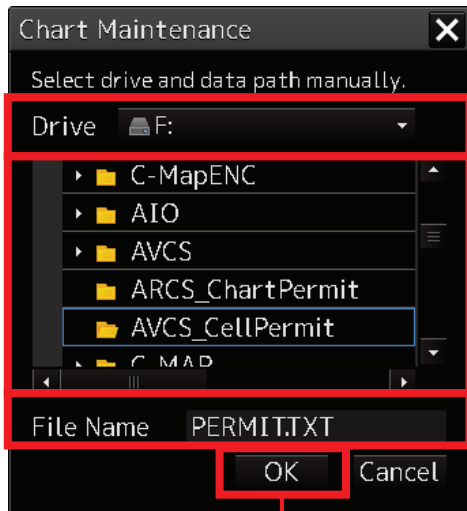 Chart Maintenance
Select drive and data path manually.
Drive F:
C-MapENC
AIO
AVCS
ARCS_ChartPermit
AVCS_CellPermit
C-MAP
File Name PERMIT.TXT
OK Cancel